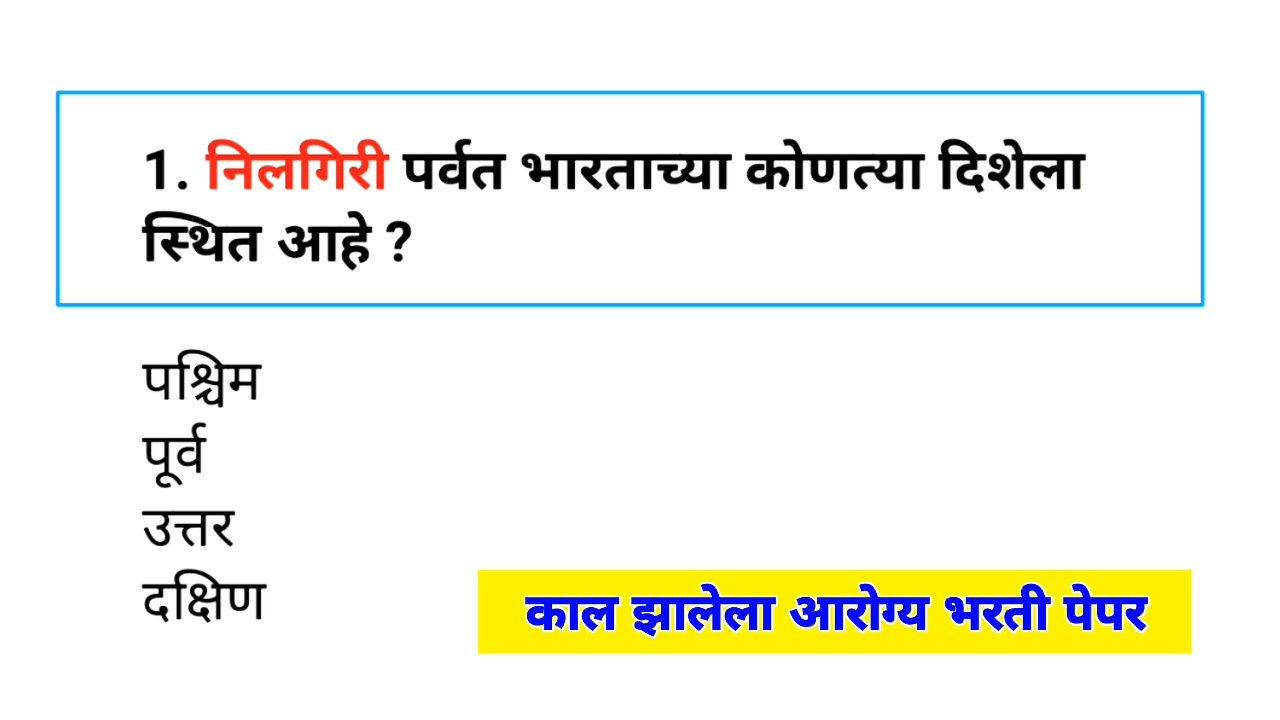 1. निलगिरी पर्वत भारताच्या कोणत्या दिशेला
स्थित आहे ?
पश्चिम
पूर्व
उत्तर
दक्षिण
काल झालेला आरोग्य भरती पेपर